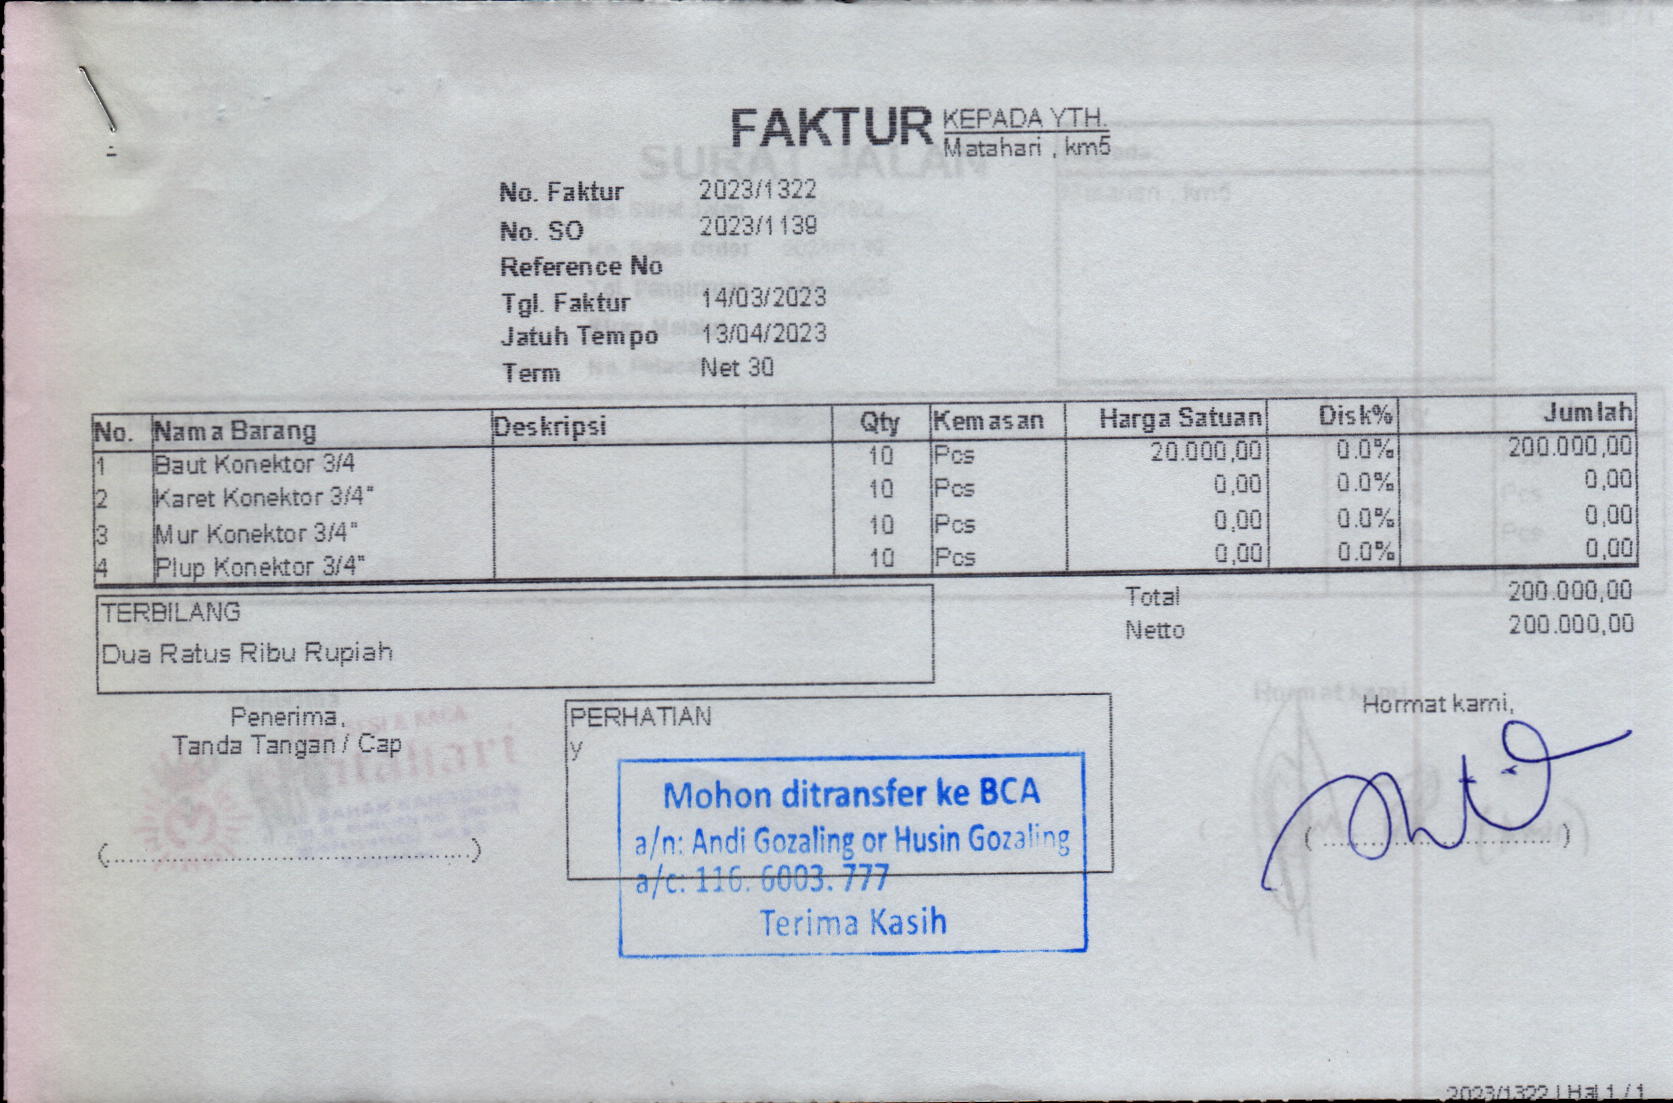 FAKTUR
KEPADA YTH.
Matahari , km5
No. Faktur 2023/1322
No. SO 2023/1139
Reference No
Tgl. Faktur 14/03/2023
Jatuh Tempo 13/04/2023
Term Net 30
No. Nama Barang Deskripsi Qty Kemasan Harga Satuan Disk% Jumlah
1 Baut Konektor 3/4 10 Pcs 20.000,00 0.0% 200.000,00
2 Karet Konektor 3/4" 10 Pcs 0,00 0.0% 0,00
3 Mur Konektor 3/4" 10 Pcs 0,00 0.0% 0,00
4 Plup Konektor 3/4" 10 Pcs 0,00 0.0% 0,00
Total 200.000,00
Netto 200.000,00
TERBILANG
Dua Ratus Ribu Rupiah
Penerima,
Tanda Tangan / Cap
(..........................................)
PERHATIAN
y
Mohon ditransfer ke BCA
a/n: Andi Gozaling or Husin Gozaling
a/c: 116. 6003. 777
Terima Kasih
Hormat kami,
2023/1322 | Hal 1 / 1